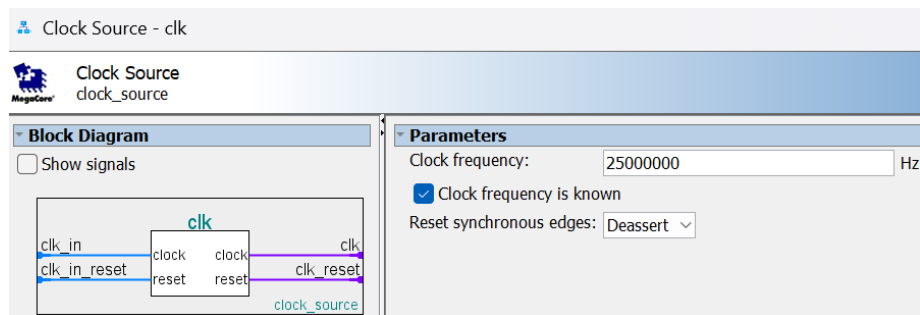 Clock Source - clk
MegaCore'
Clock Source
clock_source
Block Diagram
Show signals
clk
clk_in
clock
clock
clk
clk_in_reset
reset
reset
clk_reset
clock_source
Parameters
Clock frequency: 25000000 Hz
Clock frequency is known
Reset synchronous edges: Deassert